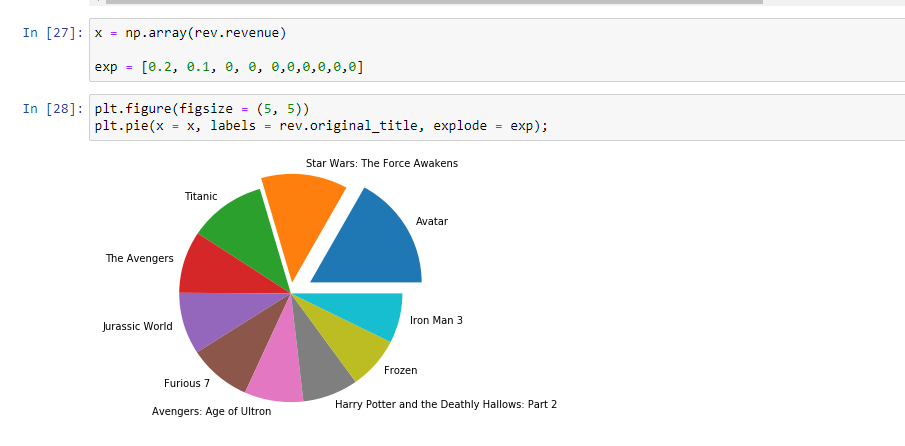 In [27]: x = np.array(rev.revenue)
exp = [0.2, 0.1, 0, 0, 0,0,0,0,0,0]
In [28]: plt.figure(figsize = (5, 5))
plt.pie(x = x, labels = rev.original_title, explode = exp);
Star Wars: The Force Awakens
Titanic
Avatar
The Avengers
Jurassic World
Iron Man 3
Frozen
Furious 7
Harry Potter and the Deathly Hallows: Part 2
Avengers: Age of Ultron